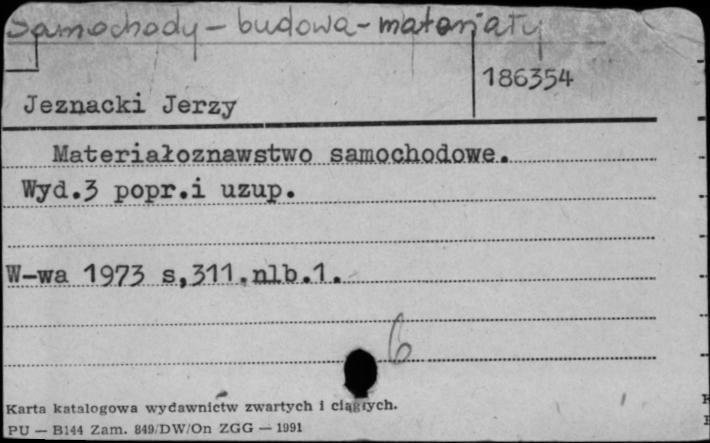 Samochody - budowa - materiały
186354
Jeznacki Jerzy
Materiałoznawstwo samochodowe.
Wyd.3 popr.i uzup.
W-wa 1973 s,311.nlb.1.
6
Karta katalogowa wydawnictw zwartych i ciągłych.
PU — B144 Zam. 849/DW/On ZGG — 1991